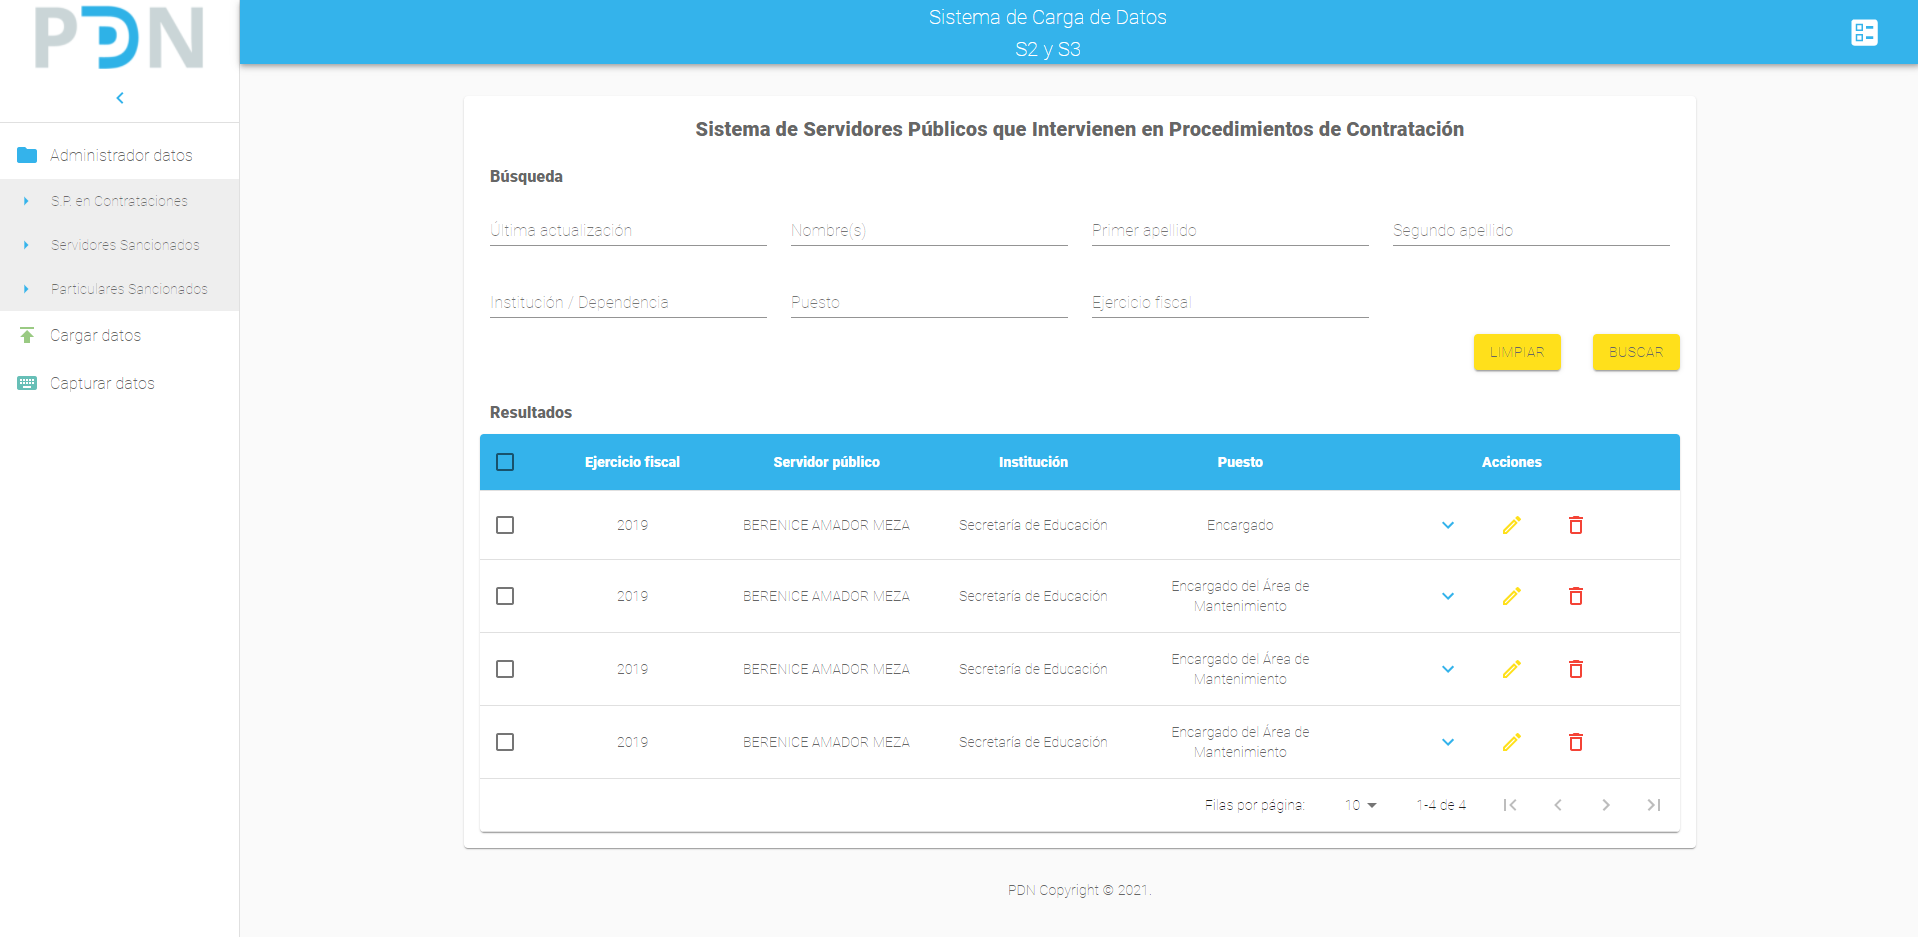 PDN
Sistema de Carga de Datos
S2 y S3
Administrador datos
S.P. en Contrataciones
Servidores Sancionados
Particulares Sancionados
Cargar datos
Capturar datos
Sistema de Servidores Públicos que Intervienen en Procedimientos de Contratación
Búsqueda
Última actualización Nombre(s) Primer apellido Segundo apellido
Institución / Dependencia Puesto Ejercicio fiscal
LIMPIAR BUSCAR
Resultados
Ejercicio fiscal Servidor público Institución Puesto Acciones
2019 BERENICE AMADOR MEZA Secretaría de Educación Encargado
2019 BERENICE AMADOR MEZA Secretaría de Educación Encargado del Área de
Mantenimiento
2019 BERENICE AMADOR MEZA Secretaría de Educación Encargado del Área de
Mantenimiento
2019 BERENICE AMADOR MEZA Secretaría de Educación Encargado del Área de
Mantenimiento
Filas por página: 10 1-4 de 4
PDN Copyright © 2021.